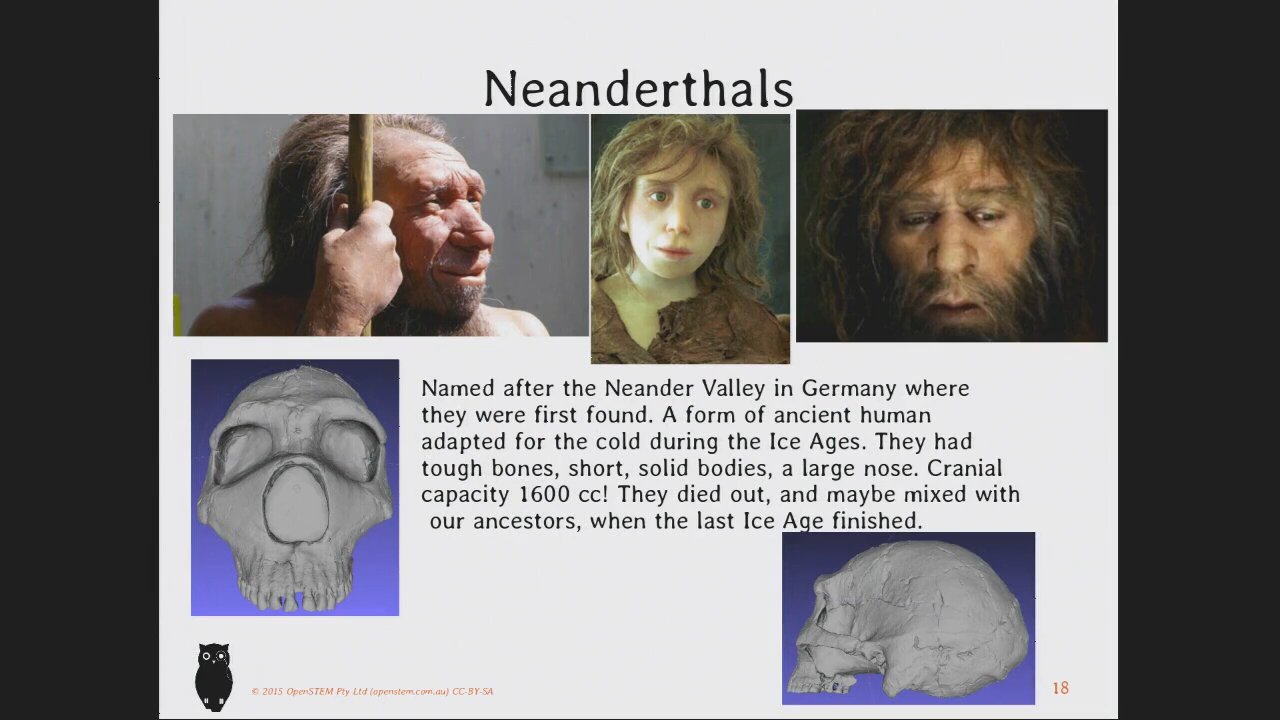 Neanderthals
Named after the Neander Valley in Germany where
they were first found. A form of ancient human
adapted for the cold during the Ice Ages. They had
tough bones, short, solid bodies, a large nose. Cranial
capacity 1600 cc! They died out, and maybe mixed with
our ancestors, when the last Ice Age finished.
© 2015 OpenSTEM Pty Ltd (openstem.com.au) CC-BY-SA
18